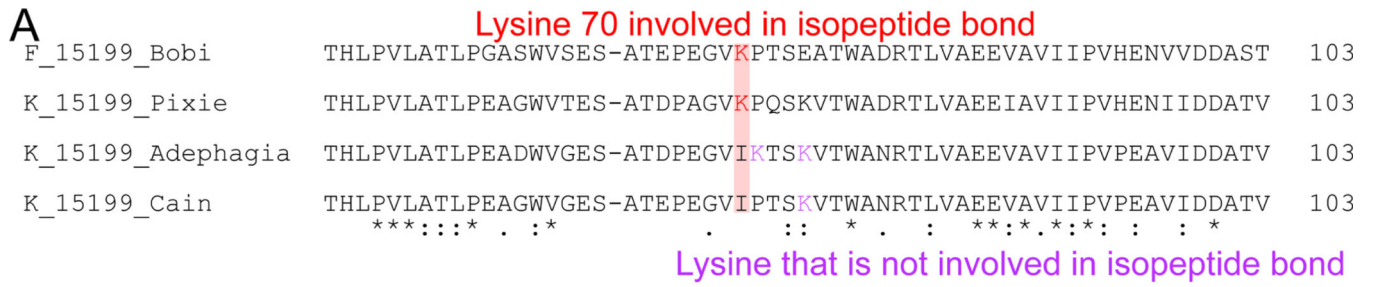 A
Lysine 70 involved in isopeptide bond
F_15199_Bobi THLPVLATLPGASWVSES-ATEPEGVKPTSEATWADRTLVAEEVAVIIPVHENVVDDAST 103
K_15199_Pixie THLPVLATLPEAGWVTES-ATDPAGVKPQSKVTWADRTLVAEEIAVIIPVHENIIDDATV 103
K_15199_Adephagia THLPVLATLPEADWVGES-ATDPEGVIKTSKVTWANRTLVAEEVAVIIPVPEAVIDDATV 103
K_15199_Cain THLPVLATLPEAGWVGES-ATEPEGVIPTSKVTWANRTLVAEEVAVIIPVPEAVIDDATV 103
***:::* . :* . :: * . : **:*.*:*: : : *
Lysine that is not involved in isopeptide bond